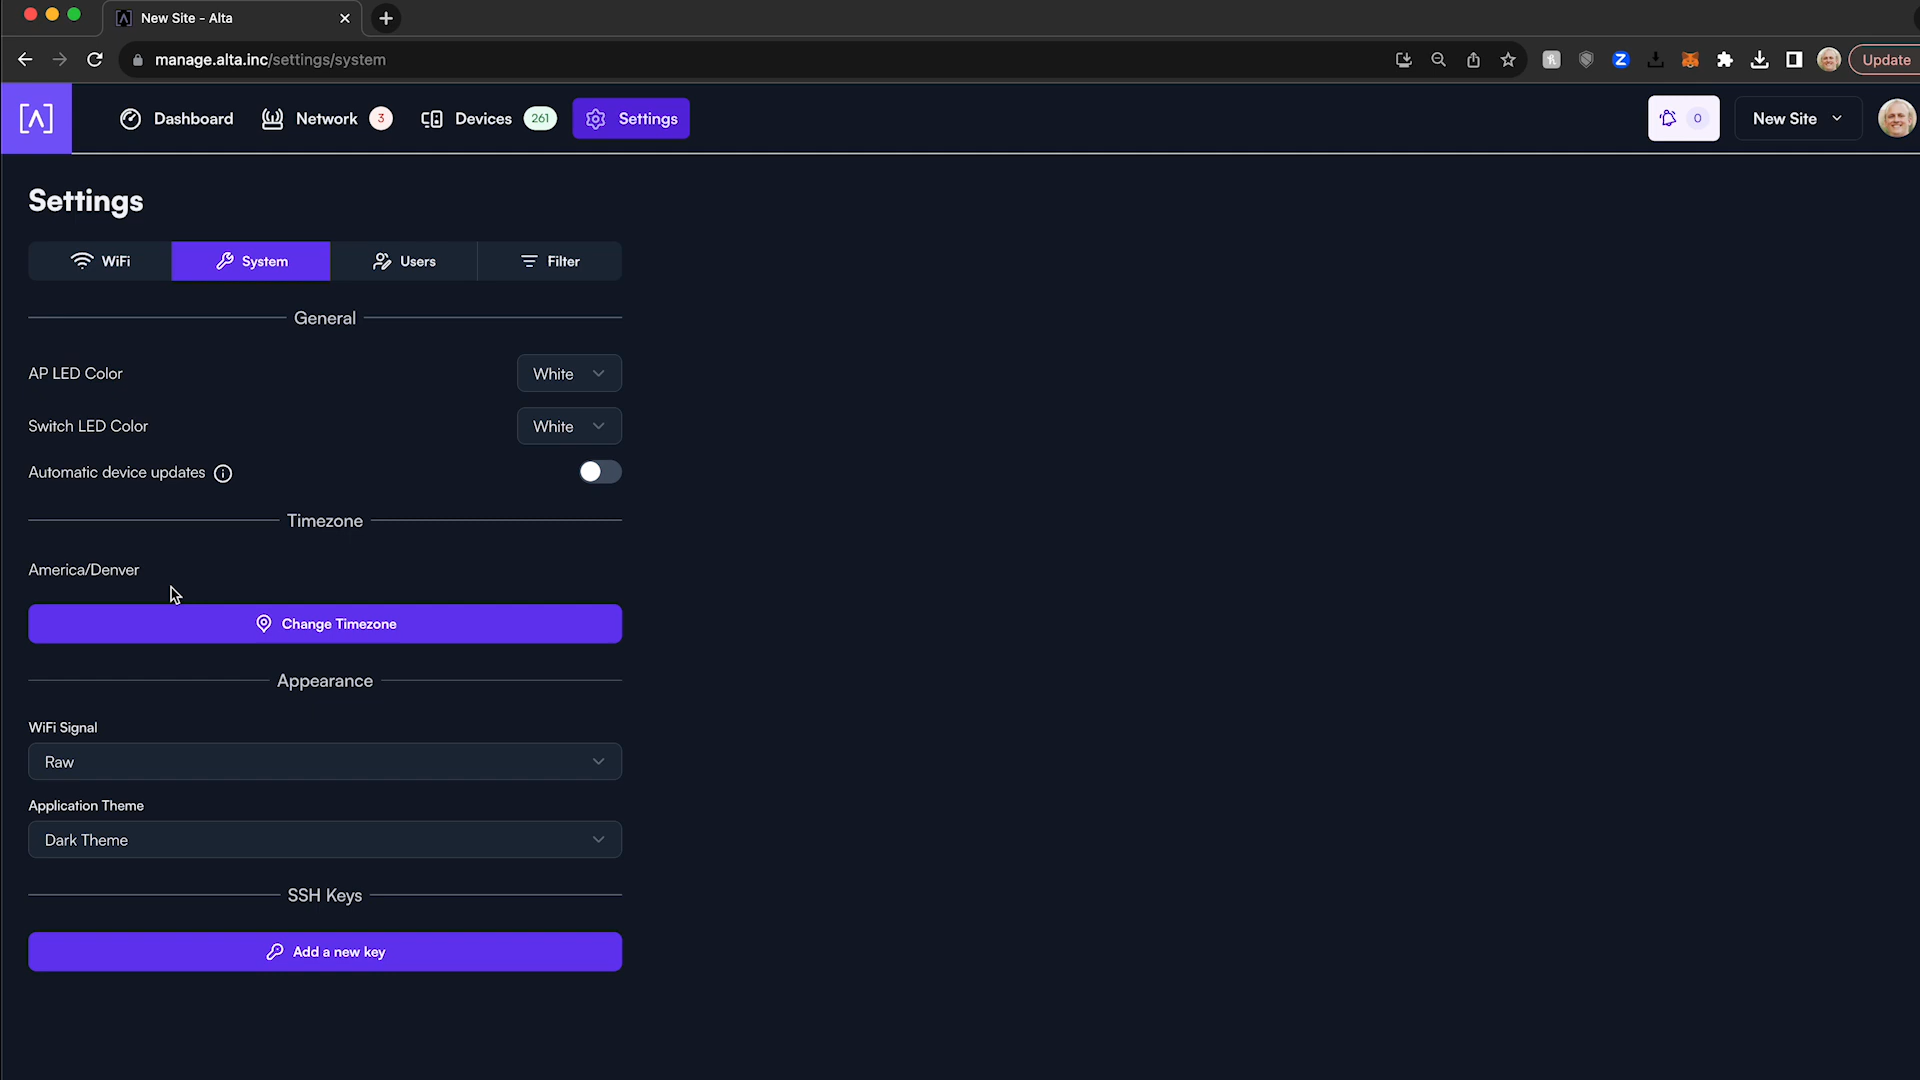 New Site - Alta
manage.alta.inc/settings/system
Update
Dashboard
Network 3
Devices 261
Settings
0
New Site
Settings
WiFi
System
Users
Filter
General
AP LED Color
White
Switch LED Color
White
Automatic device updates
Timezone
America/Denver
Change Timezone
Appearance
WiFi Signal
Raw
Application Theme
Dark Theme
SSH Keys
Add a new key